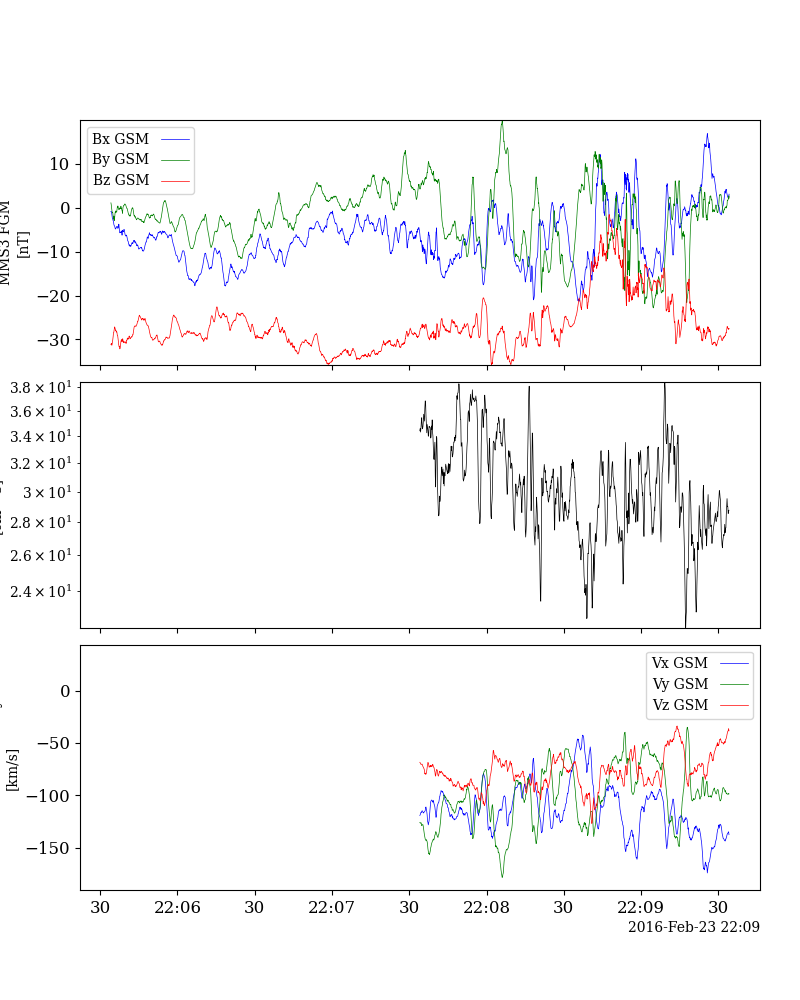 Bx GSM
By GSM
Bz GSM
10
0
−10
−20
−30
MMS3 FGM
[nT]
3.8 × 10¹
3.6 × 10¹
3.4 × 10¹
3.2 × 10¹
3 × 10¹
2.8 × 10¹
2.6 × 10¹
2.4 × 10¹
Vx GSM
Vy GSM
Vz GSM
0
−50
−100
−150
[km/s]
30 22:06 30 22:07 30 22:08 30 22:09 30
2016-Feb-23 22:09